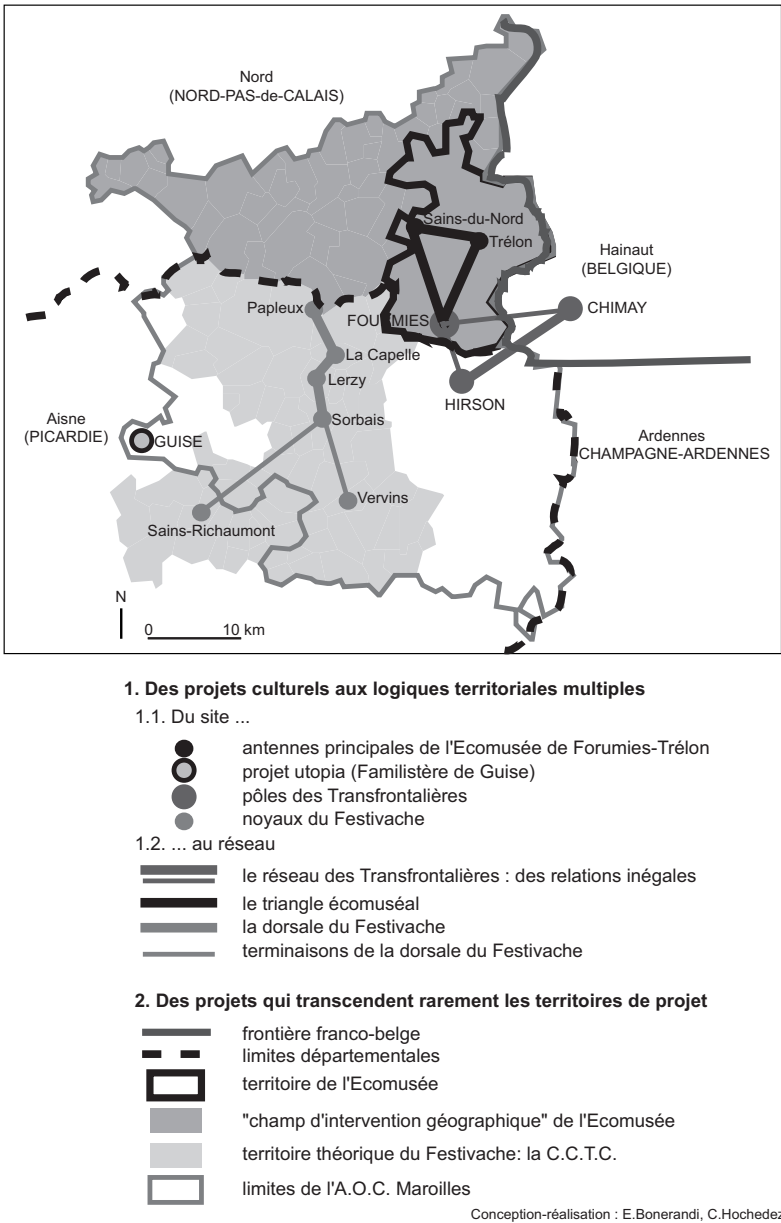 Nord
(NORD-PAS-de-CALAIS)
Sains-du-Nord
Trélon
Hainaut
(BELGIQUE)
Papleux
FOURMIES
CHIMAY
La Capelle
Lerzy
HIRSON
Aisne
(PICARDIE)
Sorbais
GUISE
Ardennes
CHAMPAGNE-ARDENNES
Vervins
Sains-Richaumont
N
0 10 km
1. Des projets culturels aux logiques territoriales multiples
1.1. Du site ...
antennes principales de l'Ecomusée de Forumies-Trélon
projet utopia (Familistère de Guise)
pôles des Transfrontalières
noyaux du Festivache
1.2. ... au réseau
le réseau des Transfrontalières : des relations inégales
le triangle écomuséal
la dorsale du Festivache
terminaisons de la dorsale du Festivache
2. Des projets qui transcendent rarement les territoires de projet
frontière franco-belge
limites départementales
territoire de l'Ecomusée
"champ d'intervention géographique" de l'Ecomusée
territoire théorique du Festivache: la C.C.T.C.
limites de l'A.O.C. Maroilles
Conception-réalisation : E.Bonerandi, C.Hochedez